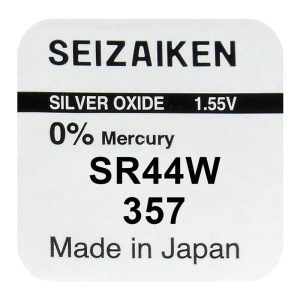 SEIZAIKEN
SILVER OXIDE 1.55V
0% Mercury
SR44W
357
Made in Japan